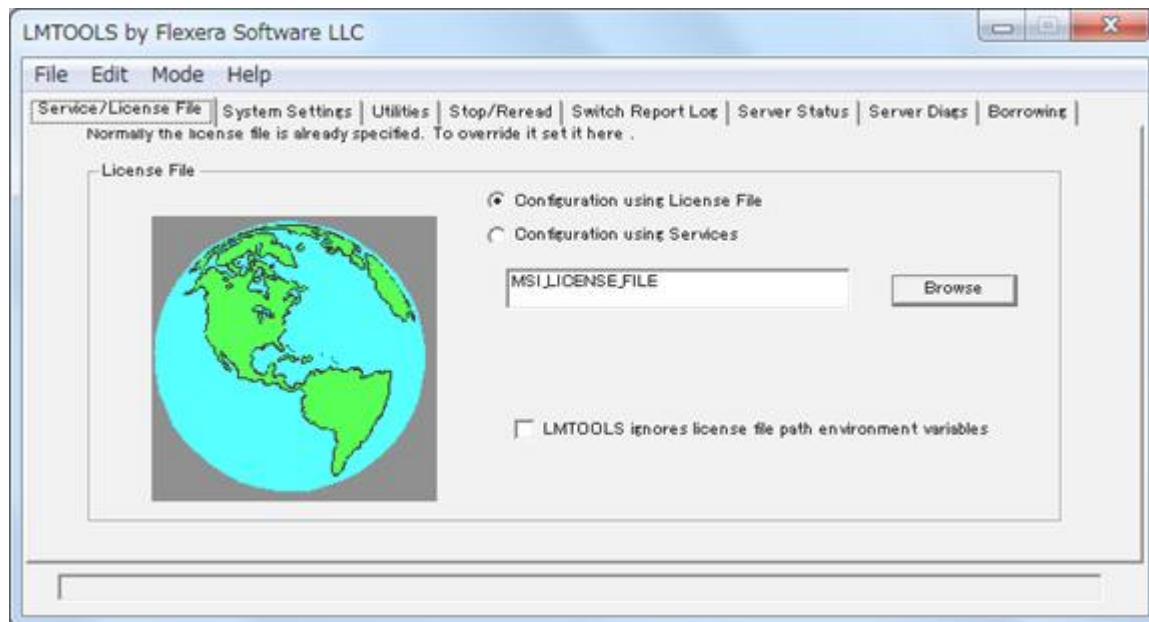 LMTOOLS by Flexera Software LLC
File Edit Mode Help
Service/License File System Settings Utilities Stop/Reread Switch Report Log Server Status Server Diags Borrowing
Normally the license file is already specified. To override it set it here .
License File
Configuration using License File
Configuration using Services
MSI_LICENSE_FILE
Browse
LMTOOLS ignores license file path environment variables